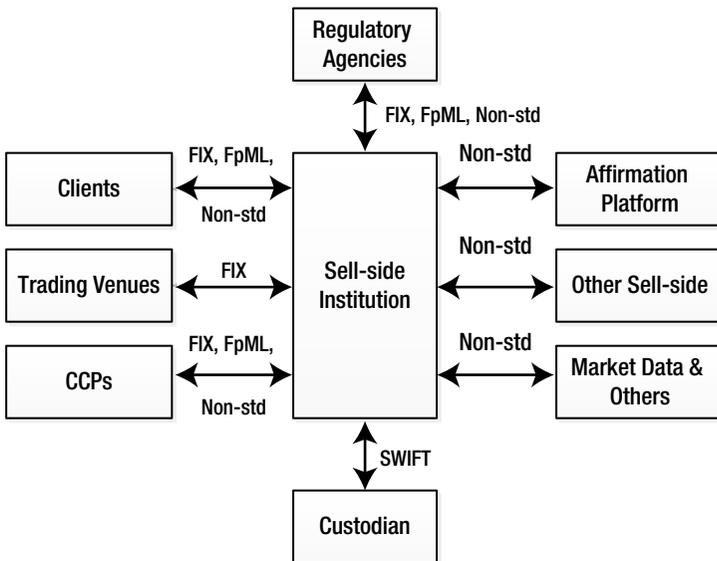 Regulatory
Agencies
FIX, FpML, Non-std
FIX, FpML,
Non-std
Clients
Non-std
Affirmation
Platform
Trading Venues
FIX
Sell-side
Institution
Non-std
Other Sell-side
FIX, FpML,
Non-std
CCPs
Non-std
Market Data &
Others
SWIFT
Custodian